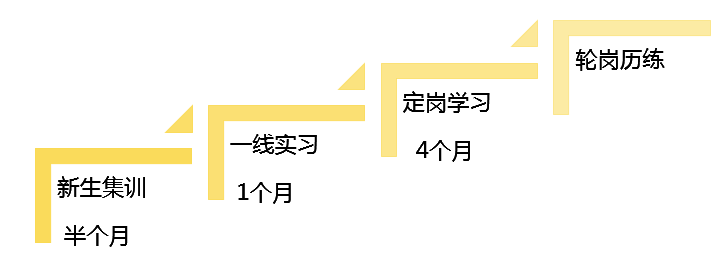 新生集训
半个月
一线实习
1个月
定岗学习
4个月
轮岗历练